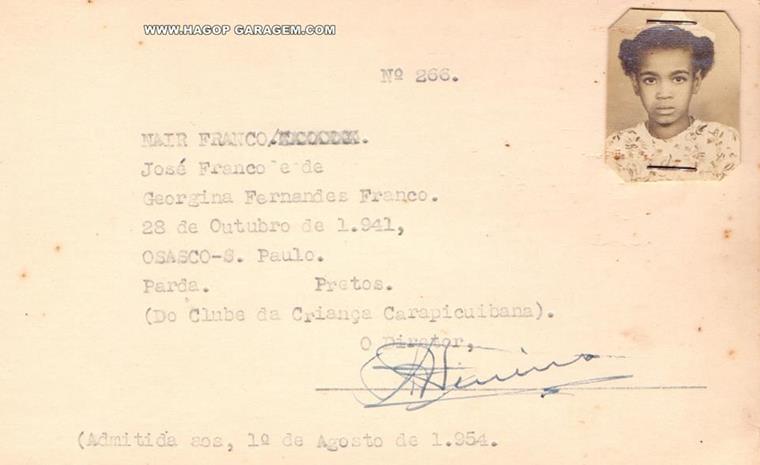 WWW.HAGOP GARAGEM.COM
Nº 266.
NAIR FRANCO.
José Franco e de
Georgina Fernandes Franco.
28 de Outubro de 1.941,
OSASCO-S. Paulo.
Parda. Pretos.
(Do Clube da Criança Carapicuibana).
O Diretor,
(Admitida aos, 1º de Agosto de 1.954.